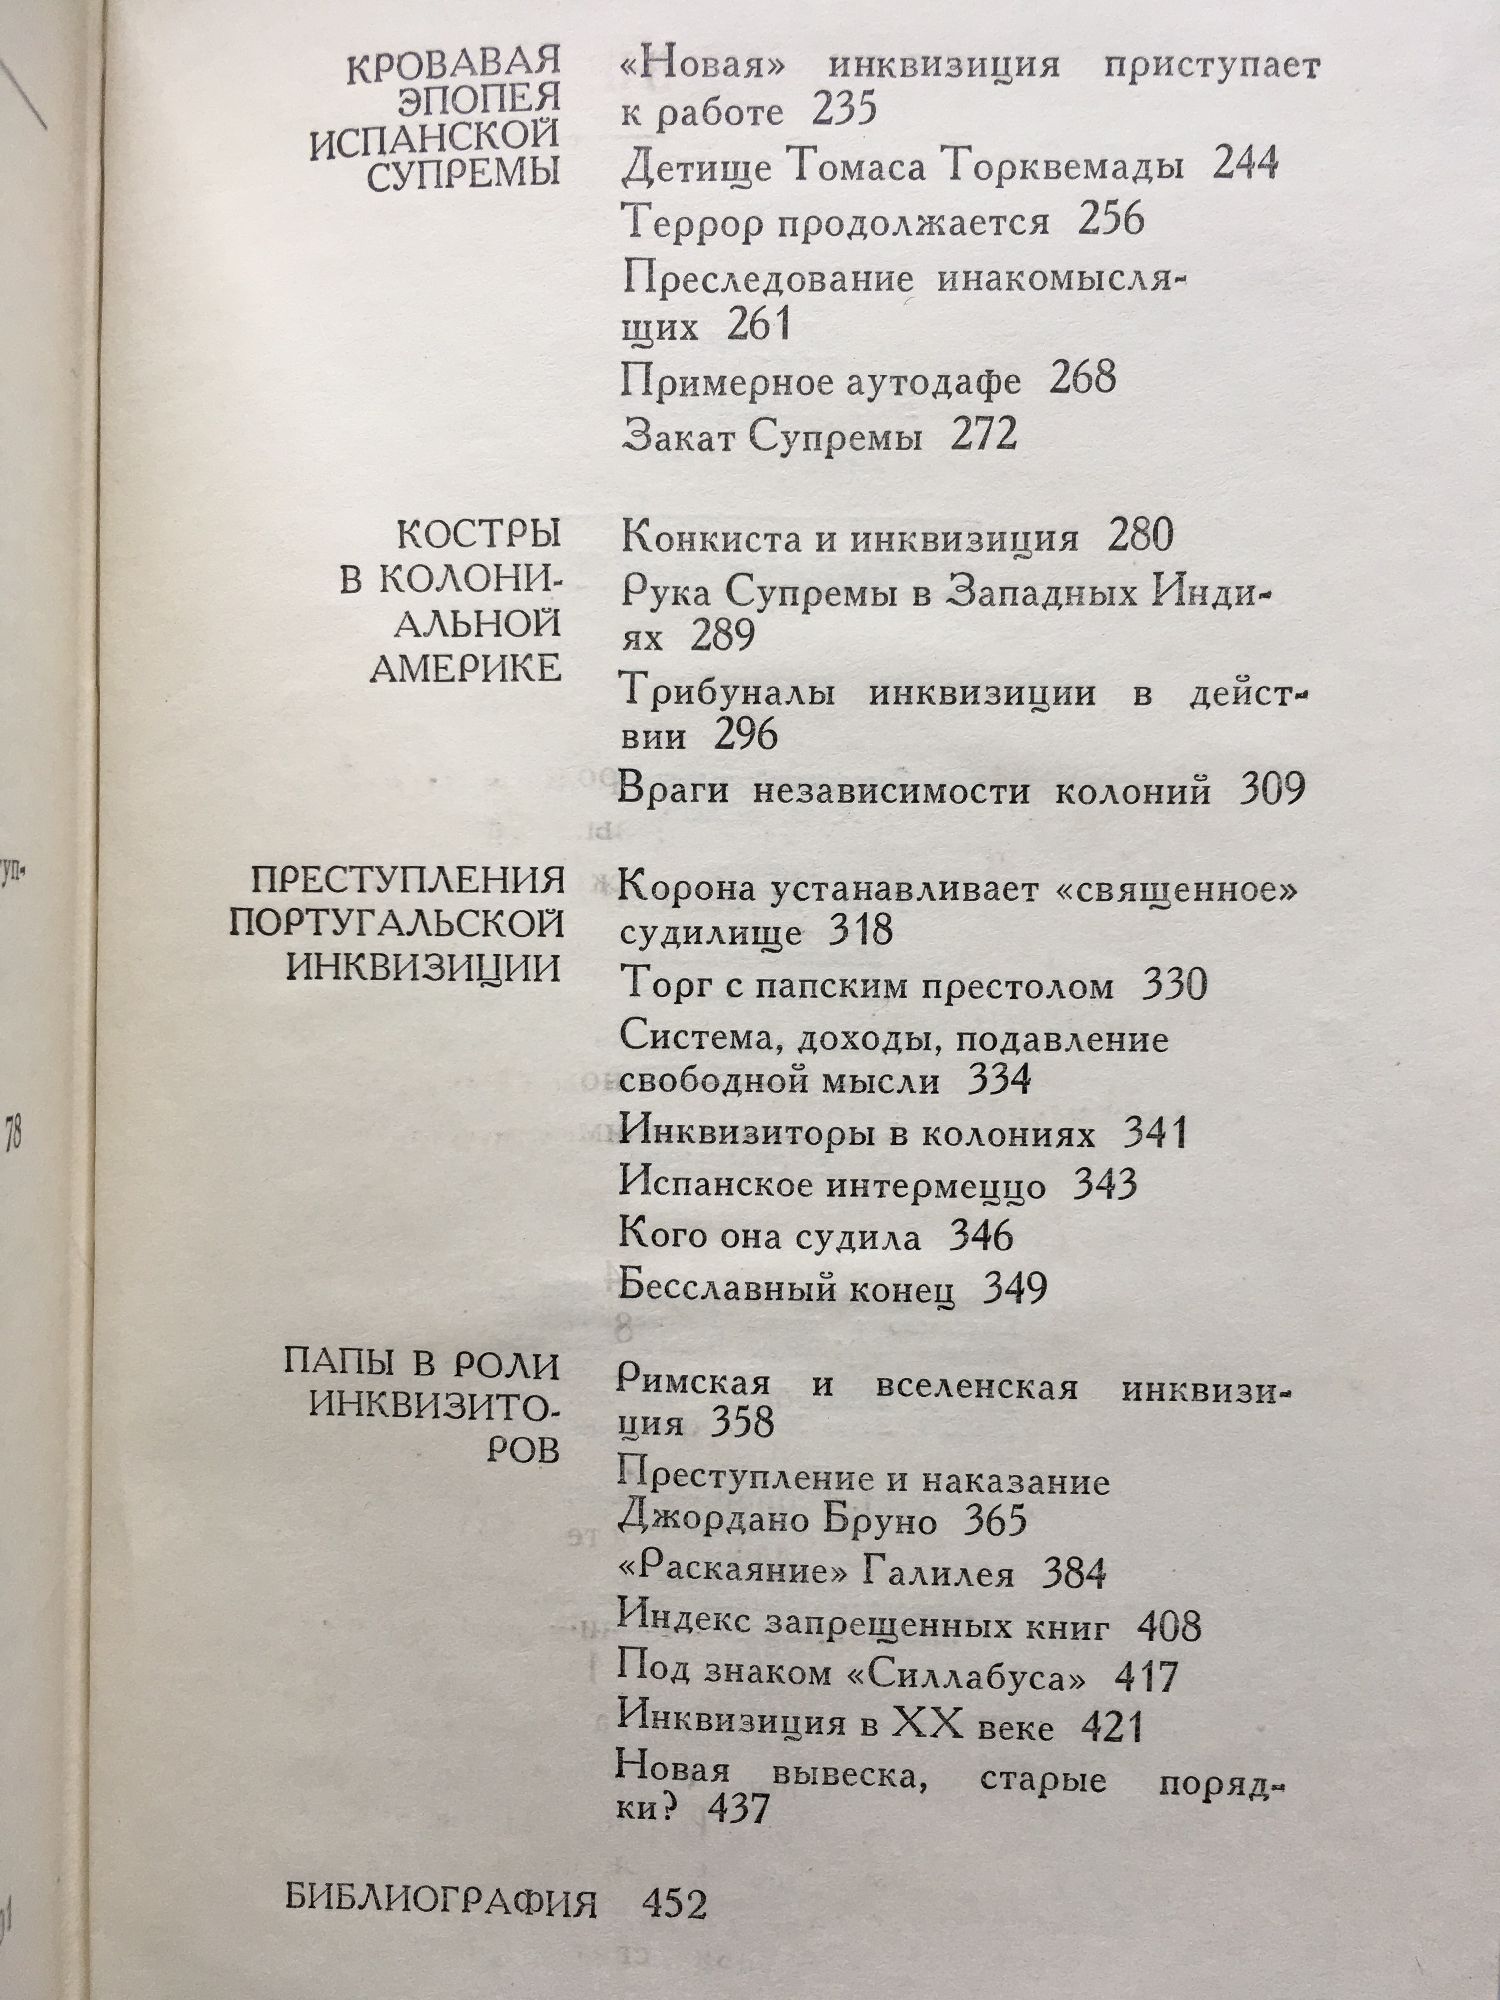 КРОВАВАЯ
ЭПОПЕЯ
ИСПАНСКОЙ
СУПРЕМЫ
«Новая» инквизиция приступает
к работе 235
Детище Томаса Торквемады 244
Террор продолжается 256
Преследование инакомысля-
щих 261
Примерное аутодафе 268
Закат Супремы 272
КОСТРЫ
В КОЛОНИ-
АЛЬНОЙ
АМЕРИКЕ
Конкиста и инквизиция 280
Рука Супремы в Западных Инди-
ях 289
Трибуналы инквизиции в дейст-
вии 296
Враги независимости колоний 309
ПРЕСТУПЛЕНИЯ
ПОРТУГАЛЬСКОЙ
ИНКВИЗИЦИИ
Корона устанавливает «священное»
судилище 318
Торг с папским престолом 330
Система, доходы, подавление
свободной мысли 334
Инквизиторы в колониях 341
Испанское интермеццо 343
Кого она судила 346
Бесславный конец 349
ПАПЫ В РОЛИ
ИНКВИЗИТО-
РОВ
Римская и вселенская инквизи-
ция 358
Преступление и наказание
Джордано Бруно 365
«Раскаяние» Галилея 384
Индекс запрещенных книг 408
Под знаком «Силлабуса» 417
Инквизиция в XX веке 421
Новая вывеска, старые поряд-
ки? 437
БИБЛИОГРАФИЯ 452
78